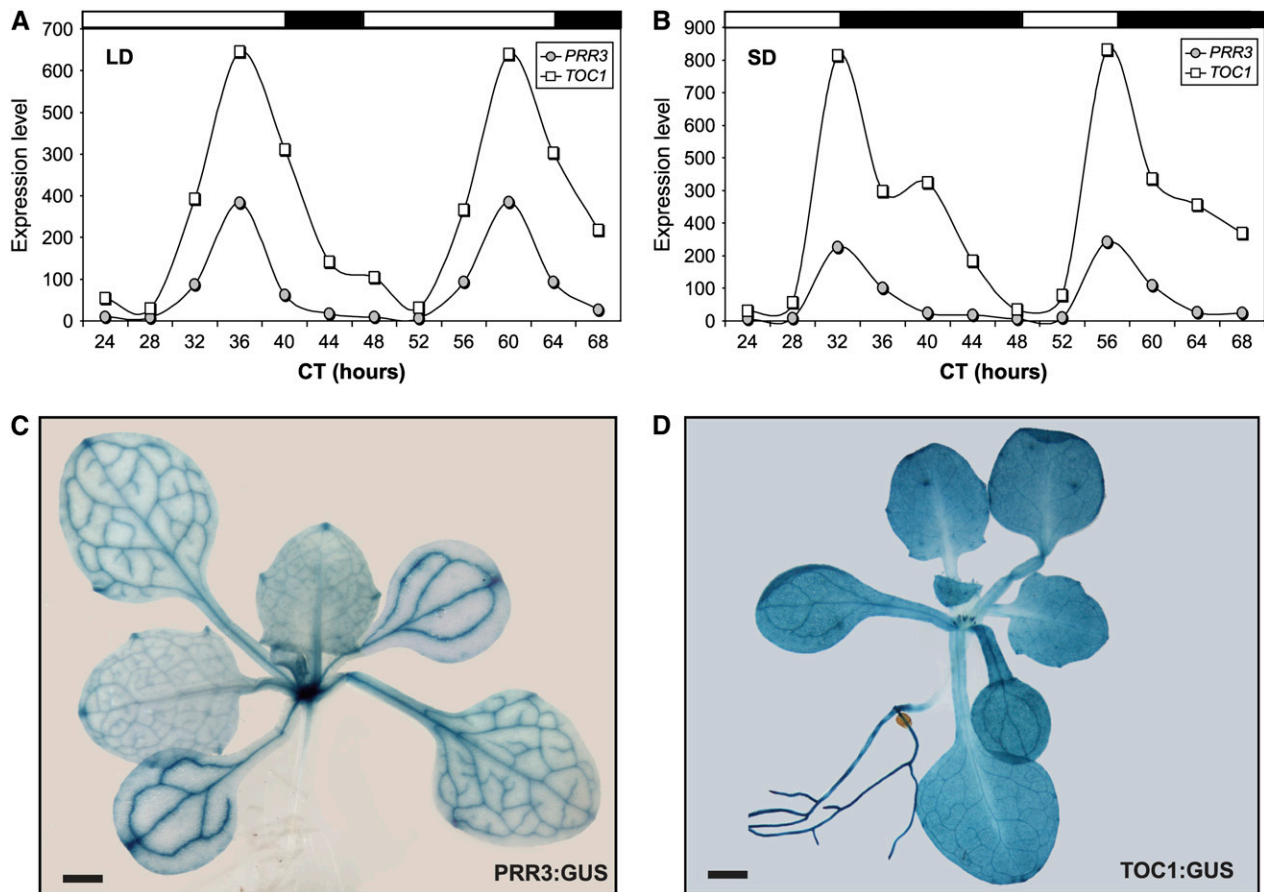 A
LD
PRR3
TOC1
700
600
500
300
400
200
100
0
Expression level
24 28 32 36 40 44 48 52 56 60 64 68
CT (hours)
B
SD
PRR3
TOC1
900
800
700
800
500
300
400
200
100
0
Expression level
24 28 32 36 40 44 48 52 56 60 64 68
CT (hours)
C
PRR3:GUS
D
TOC1:GUS